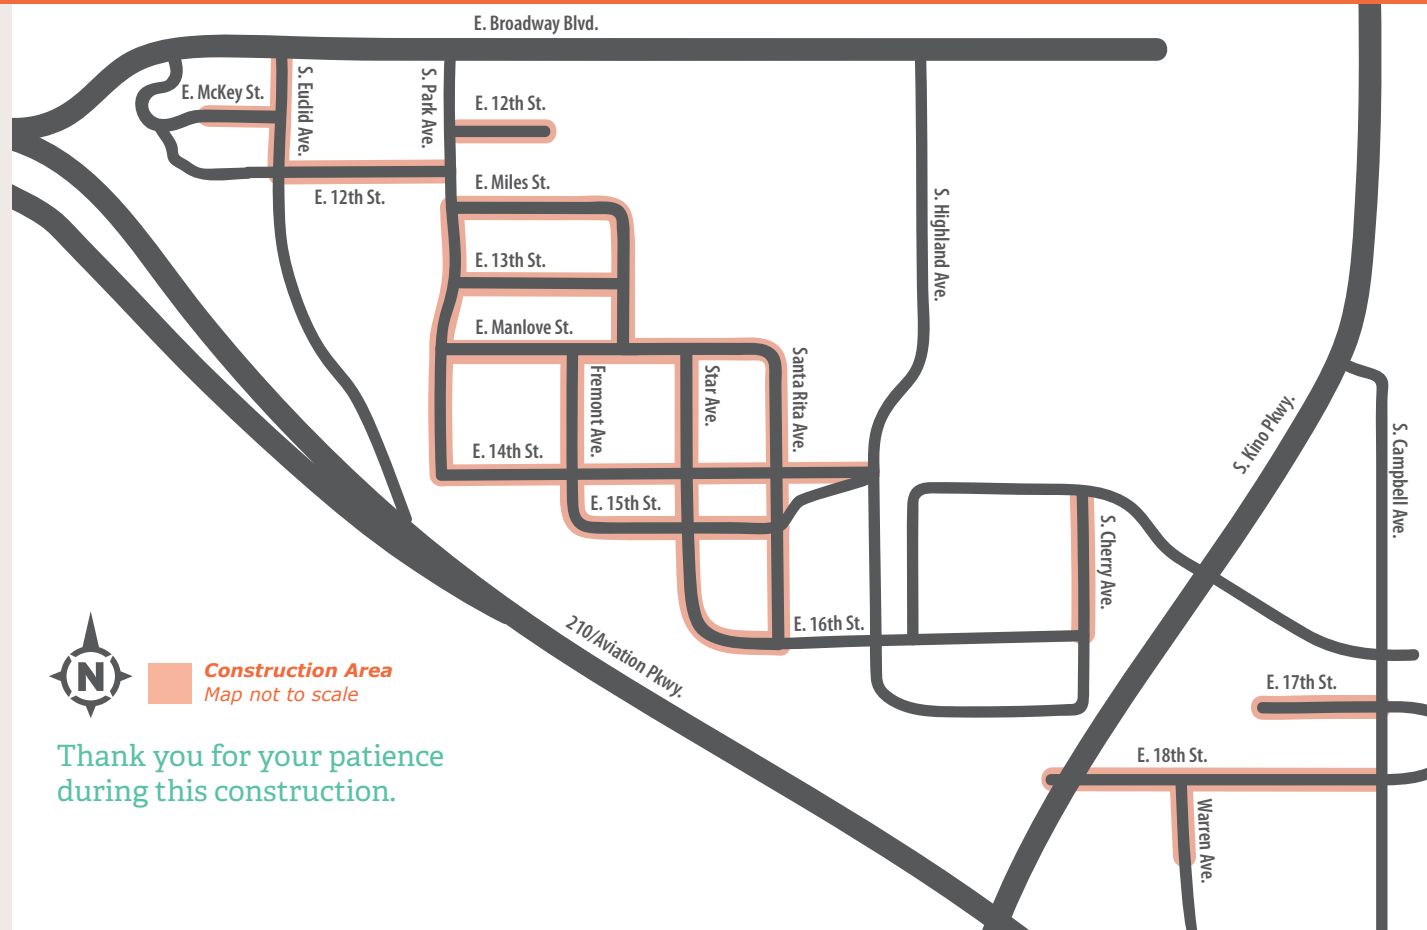 E. Broadway Blvd.
E. McKey St.
S. Euclid Ave.
S. Park Ave.
E. 12th St.
E. 12th St.
E. Miles St.
S. Highland Ave.
E. 13th St.
E. Manlove St.
Fremont Ave.
Star Ave.
Santa Rita Ave.
S. Kino Pkwy.
S. Campbell Ave.
E. 14th St.
E. 15th St.
S. Cherry Ave.
E. 16th St.
210/Aviation Pkwy.
N
Construction Area
Map not to scale
E. 17th St.
E. 18th St.
Warren Ave.
Thank you for your patience
during this construction.